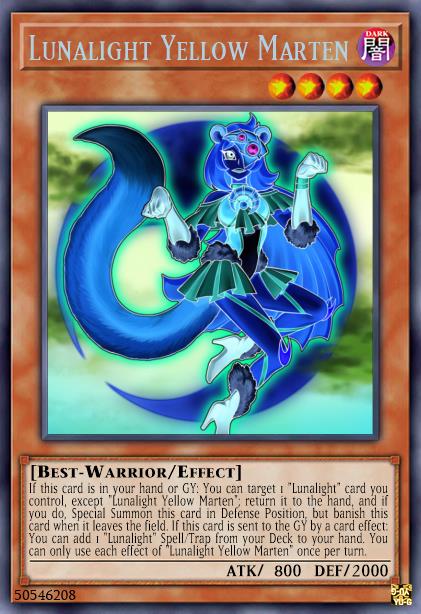 Lunalight Yellow Marten
DARK
闇
[Best-Warrior/Effect]
If this card is in your hand or GY: You can target 1 "Lunalight" card you
control, except "Lunalight Yellow Marten"; return it to the hand, and if
you do, Special Summon this card in Defense Position, but banish this
card when it leaves the field. If this card is sent to the GY by a card effect:
You can add 1 "Lunalight" Spell/Trap from your Deck to your hand. You
can only use each effect of "Lunalight Yellow Marten" once per turn.
ATK/ 800 DEF/2000
50546208